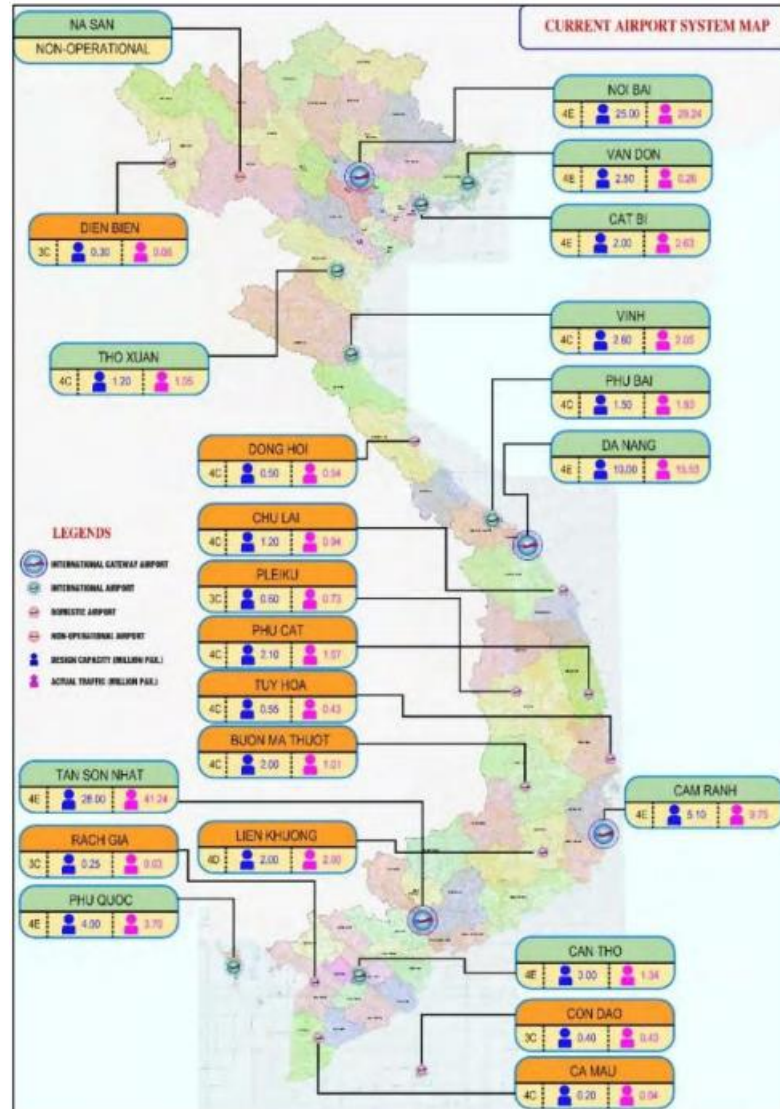 CURRENT AIRPORT SYSTEM MAP
NA SAN
NON-OPERATIONAL
NOI BAI
4E 25.00 29.24
VAN DON
4E 2.50 0.26
CAT BI
4E 2.00 2.63
DIEN BIEN
3C 0.30 0.06
VINH
4C 2.60 2.05
THO XUAN
4C 1.20 1.05
PHU BAI
4C 1.50 1.93
DONG HOI
4C 0.50 0.54
DA NANG
4E 10.00 15.53
CHU LAI
4C 1.20 0.94
LEGENDS
INTERNATIONAL GATEWAY AIRPORT
INTERNATIONAL AIRPORT
DOMESTIC AIRPORT
NON-OPERATIONAL AIRPORT
DESIGN CAPACITY (MILLION PAX.)
ACTUAL TRAFFIC (MILLION PAX.)
PLEIKU
3C 0.60 0.73
PHU CAT
4C 2.10 1.57
TUY HOA
4C 0.55 0.43
BUON MA THUOT
4C 2.00 1.01
TAN SON NHAT
4E 28.00 41.24
CAM RANH
4E 5.10 9.75
RACH GIA
3C 0.25 0.03
LIEN KHUONG
4D 2.00 2.00
PHU QUOC
4E 4.00 3.70
CAN THO
4E 3.00 1.34
CON DAO
3C 0.40 0.43
CA MAU
4C 0.20 0.04